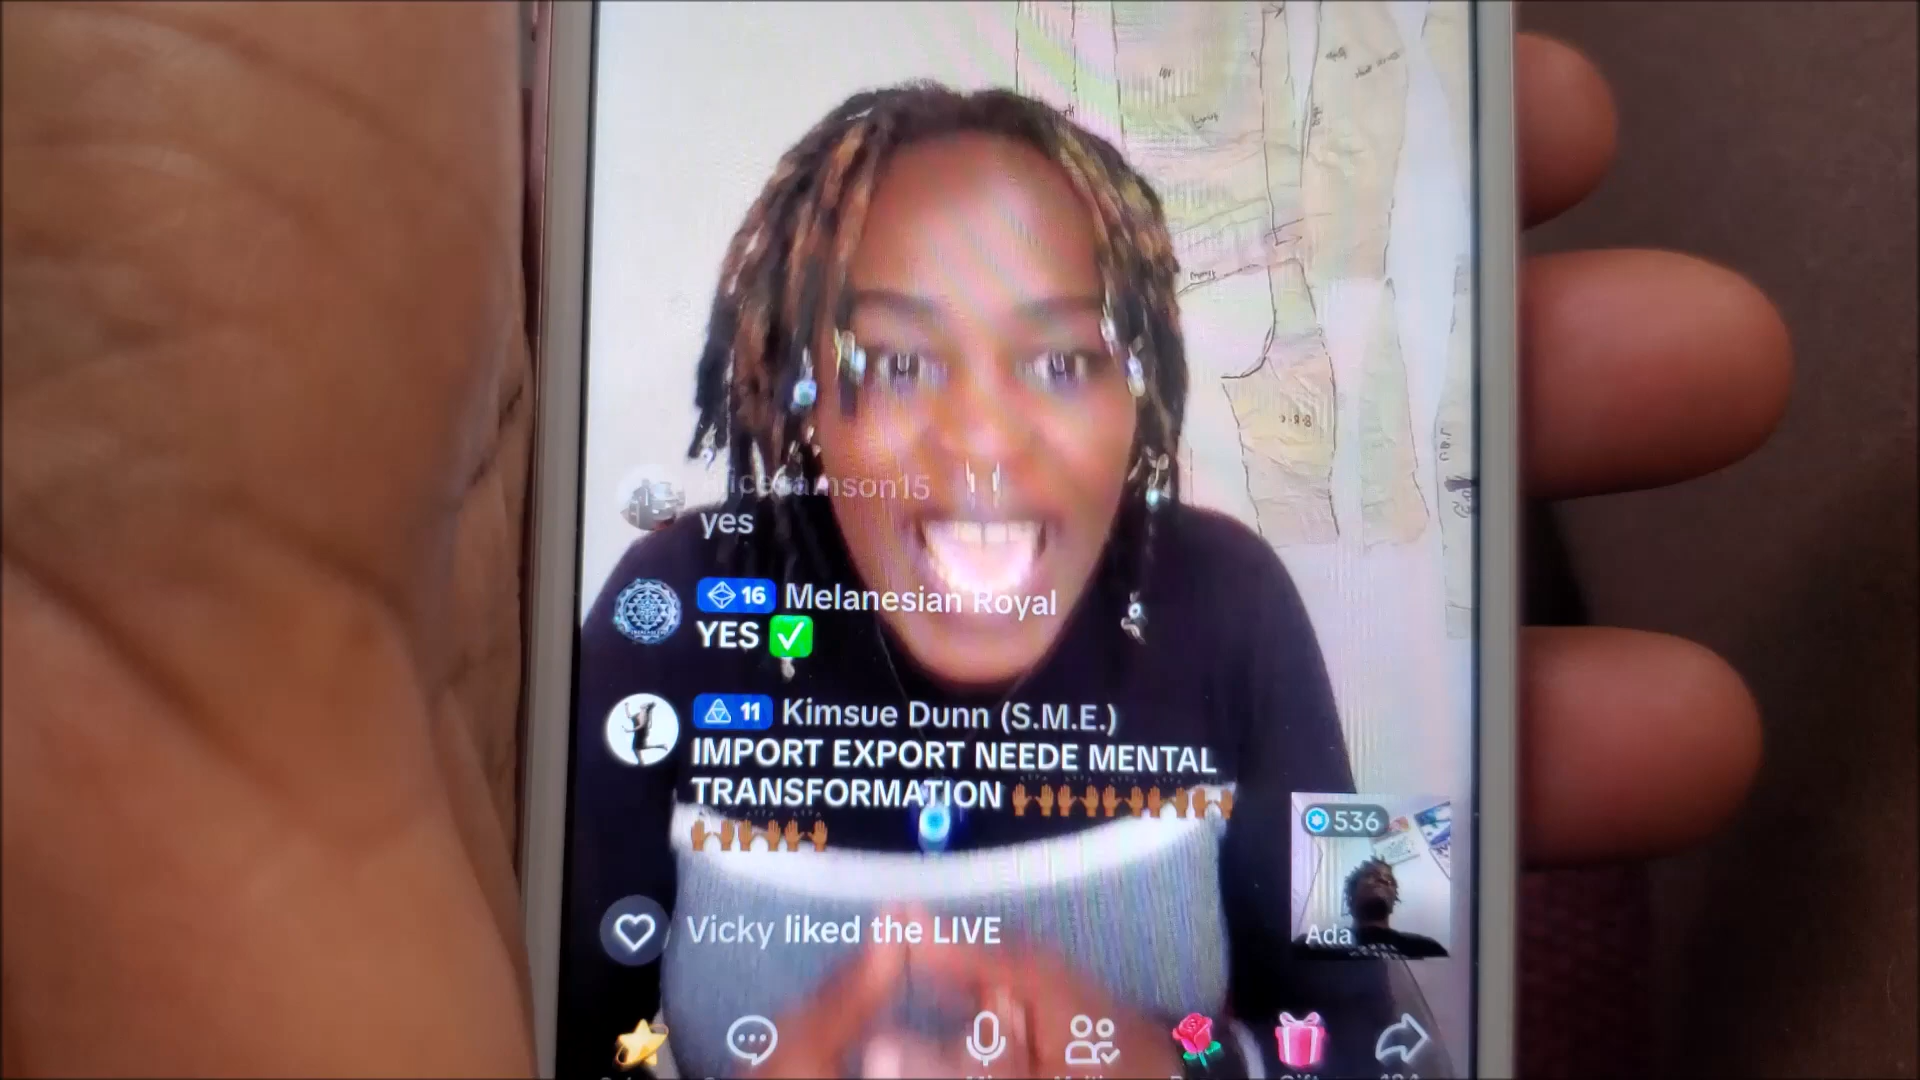 yes
16 Melanesian Royal
YES ✅
11 Kimsue Dunn (S.M.E.)
IMPORT EXPORT NEEDE MENTAL
TRANSFORMATION 🙌🏾🙌🏾🙌🏾🙌🏾🙌🏾
🙌🏾🙌🏾🙌🏾
536
Ada
Vicky liked the LIVE